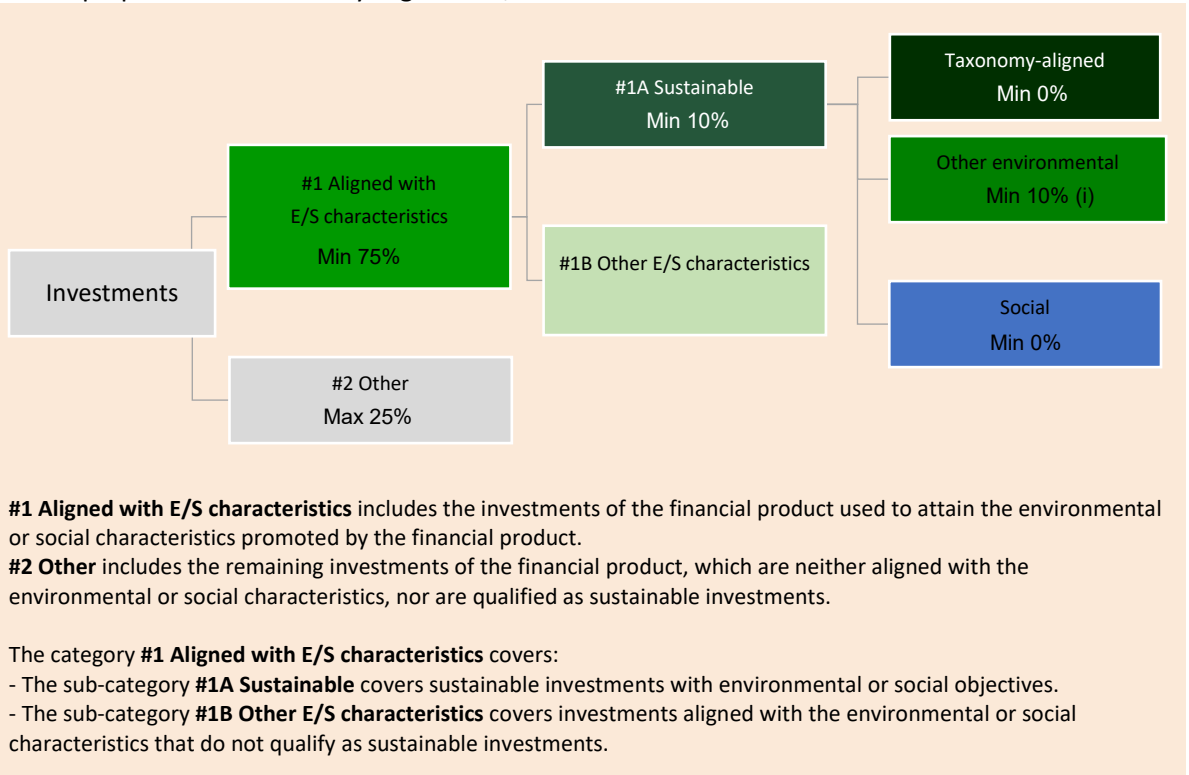 Taxonomy-aligned
Min 0%
#1A Sustainable
Min 10%
Other environmental
Min 10% (i)
#1 Aligned with
E/S characteristics
Min 75%
#1B Other E/S characteristics
Investments
Social
Min 0%
#2 Other
Max 25%
#1 Aligned with E/S characteristics includes the investments of the financial product used to attain the environmental
or social characteristics promoted by the financial product.
#2 Other includes the remaining investments of the financial product, which are neither aligned with the
environmental or social characteristics, nor are qualified as sustainable investments.
The category #1 Aligned with E/S characteristics covers:
- The sub-category #1A Sustainable covers sustainable investments with environmental or social objectives.
- The sub-category #1B Other E/S characteristics covers investments aligned with the environmental or social
characteristics that do not qualify as sustainable investments.